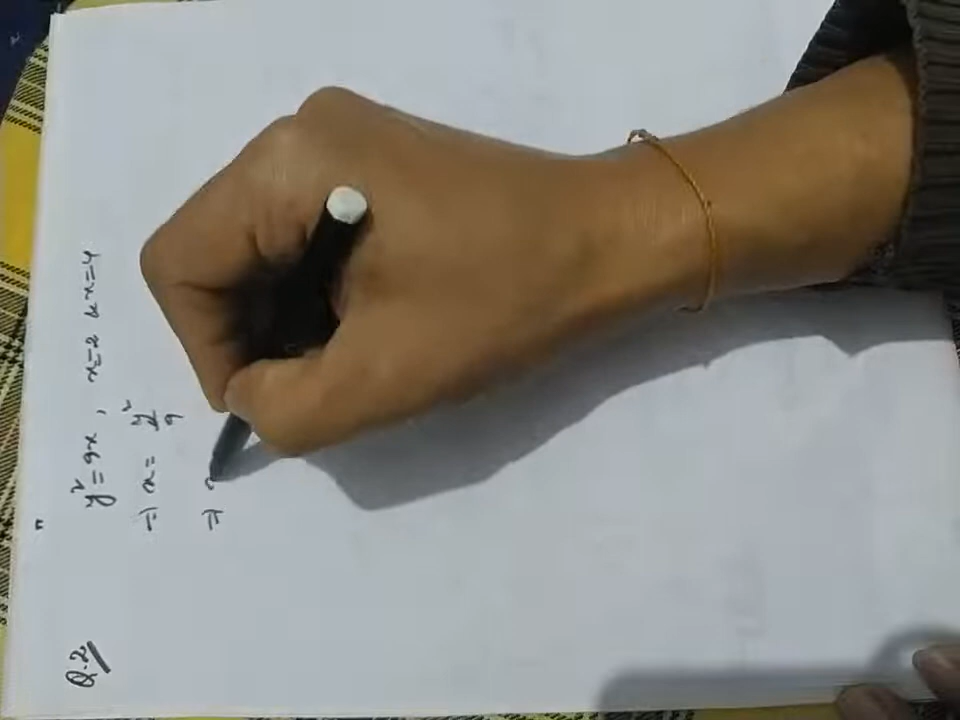 Q.2/ y² = 9x , x=2 & x=4
⇒ x = y²/9
⇒